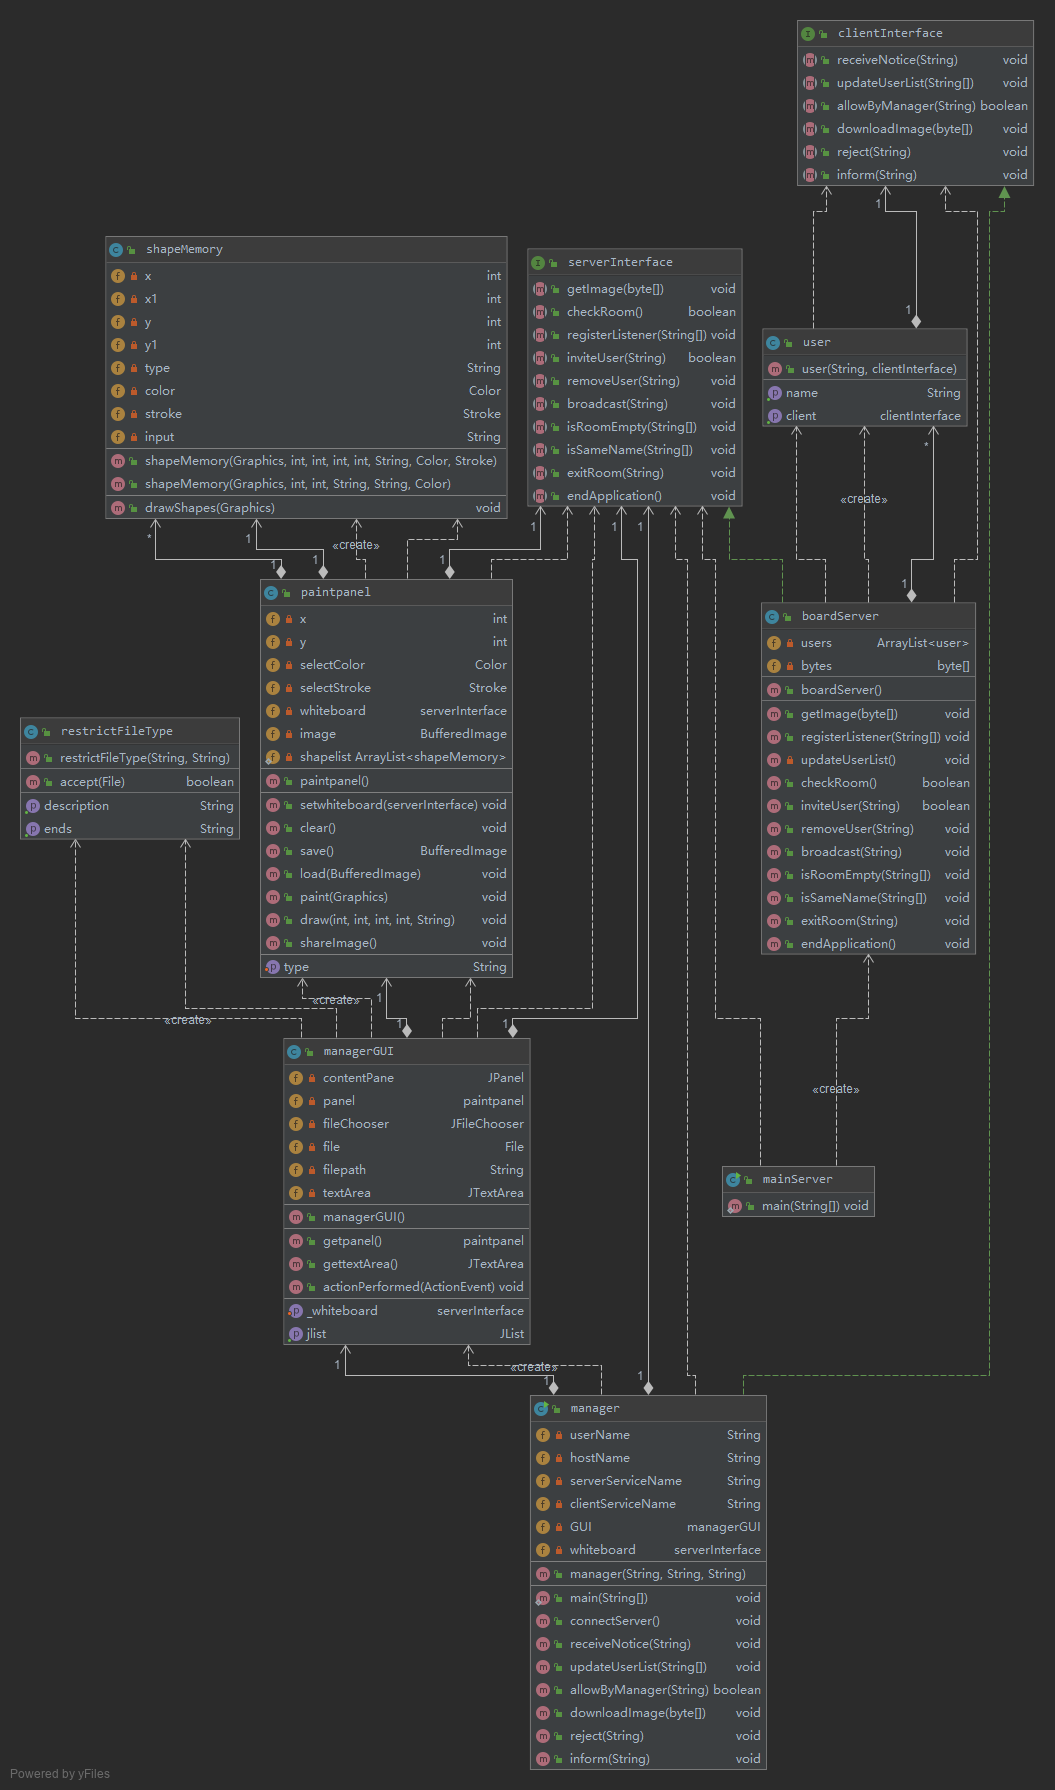 clientInterface
receiveNotice(String) void
updateUserList(String[]) void
allowByManager(String) boolean
downloadImage(byte[]) void
reject(String) void
inform(String) void
1
1
shapeMemory
x int
x1 int
y int
y1 int
type String
color Color
stroke Stroke
input String
shapeMemory(Graphics, int, int, int, int, String, Color, Stroke)
shapeMemory(Graphics, int, int, String, String, Color)
drawShapes(Graphics) void
serverInterface
getImage(byte[]) void
checkRoom() boolean
registerListener(String[]) void
inviteUser(String) boolean
removeUser(String) void
broadcast(String) void
isRoomEmpty(String[]) void
isSameName(String[]) void
exitRoom(String) void
endApplication() void
user
user(String, clientInterface)
name String
client clientInterface
*
«create»
1
* 1 «create» 1 1 1
1 1 1
paintpanel
x int
y int
selectColor Color
selectStroke Stroke
whiteboard serverInterface
image BufferedImage
shapelist ArrayList<shapeMemory>
paintpanel()
setwhiteboard(serverInterface) void
clear() void
save() BufferedImage
load(BufferedImage) void
paint(Graphics) void
draw(int, int, int, int, String) void
shareImage() void
type String
boardServer
users ArrayList<user>
bytes byte[]
boardServer()
getImage(byte[]) void
registerListener(String[]) void
updateUserList() void
checkRoom() boolean
inviteUser(String) boolean
removeUser(String) void
broadcast(String) void
isRoomEmpty(String[]) void
isSameName(String[]) void
exitRoom(String) void
endApplication() void
restrictFileType
restrictFileType(String, String)
accept(File) boolean
description String
ends String
«create» 1
«create» 1 1
managerGUI
contentPane JPanel
panel paintpanel
fileChooser JFileChooser
file File
filepath String
textArea JTextArea
managerGUI()
getpanel() paintpanel
gettextArea() JTextArea
actionPerformed(ActionEvent) void
_whiteboard serverInterface
jlist JList
«create»
mainServer
main(String[]) void
1 «create»
1 1
manager
userName String
hostName String
serverServiceName String
clientServiceName String
GUI managerGUI
whiteboard serverInterface
manager(String, String, String)
main(String[]) void
connectServer() void
receiveNotice(String) void
updateUserList(String[]) void
allowByManager(String) boolean
downloadImage(byte[]) void
reject(String) void
inform(String) void
Powered by yFiles